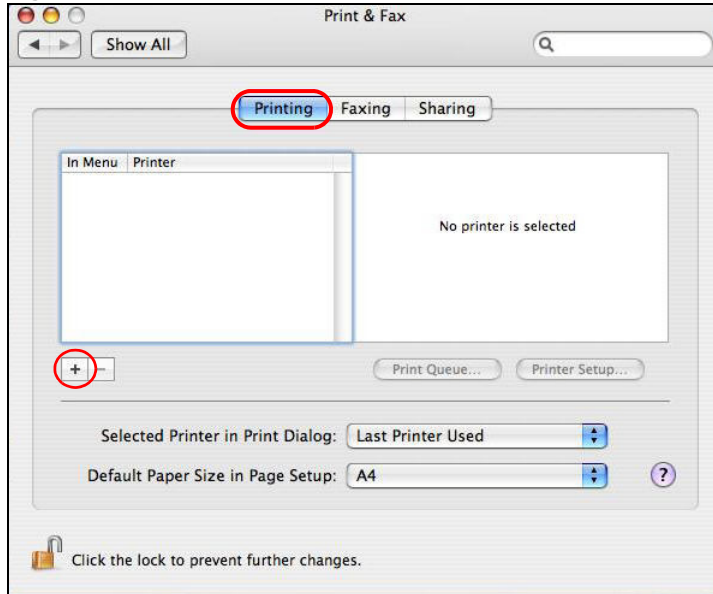 Print & Fax
Show All
Printing Faxing Sharing
In Menu Printer
No printer is selected
+ -
Print Queue... Printer Setup...
Selected Printer in Print Dialog: Last Printer Used
Default Paper Size in Page Setup: A4 ?
Click the lock to prevent further changes.